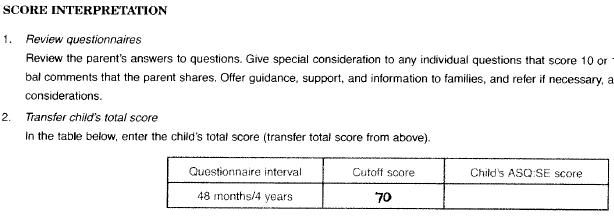 SCORE INTERPRETATION
1. Review questionnaires
Review the parent's answers to questions. Give special consideration to any individual questions that score 10 or
bal comments that the parent shares. Offer guidance, support, and information to families, and refer if necessary, a
considerations.
2. Transfer child's total score
In the table below, enter the child's total score (transfer total score from above).
Questionnaire interval Cutoff score Child's ASQ:SE score
48 months/4 years 70